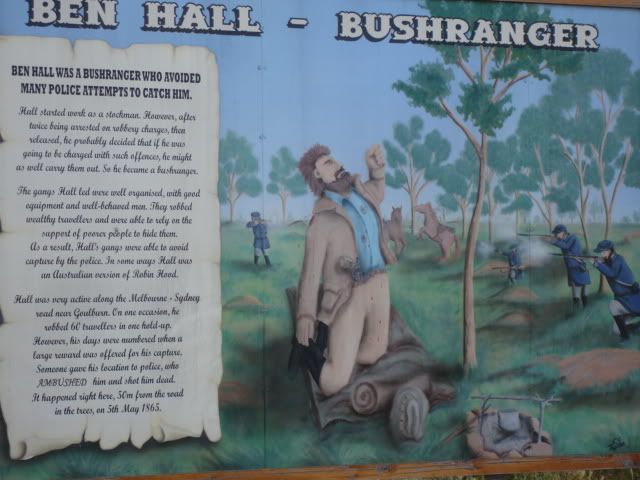 BEN HALL - BUSHRANGER
BEN HALL WAS A BUSHRANGER WHO AVOIDED
MANY POLICE ATTEMPTS TO CATCH HIM.
Hall started work as a stockman. However, after
twice being arrested on robbery charges, then
released, he probably decided that if he was
going to be charged with such offences, he might
as well carry them out. So he became a bushranger.
The gangs Hall led were well organised, with good
equipment and well-behaved men. They robbed
wealthy travellers and were able to rely on the
support of poorer people to hide them.
As a result, Hall's gangs were able to avoid
capture by the police. In some ways Hall was
an Australian version of Robin Hood.
Hall was very active along the Melbourne - Sydney
road near Goulburn. On one occasion, he
robbed 60 travellers in one hold-up.
However, his days were numbered when a
large reward was offered for his capture.
Someone gave his location to police, who
AMBUSHED him and shot him dead.
It happened right here, 50m from the road
in the trees, on 5th May 1865.